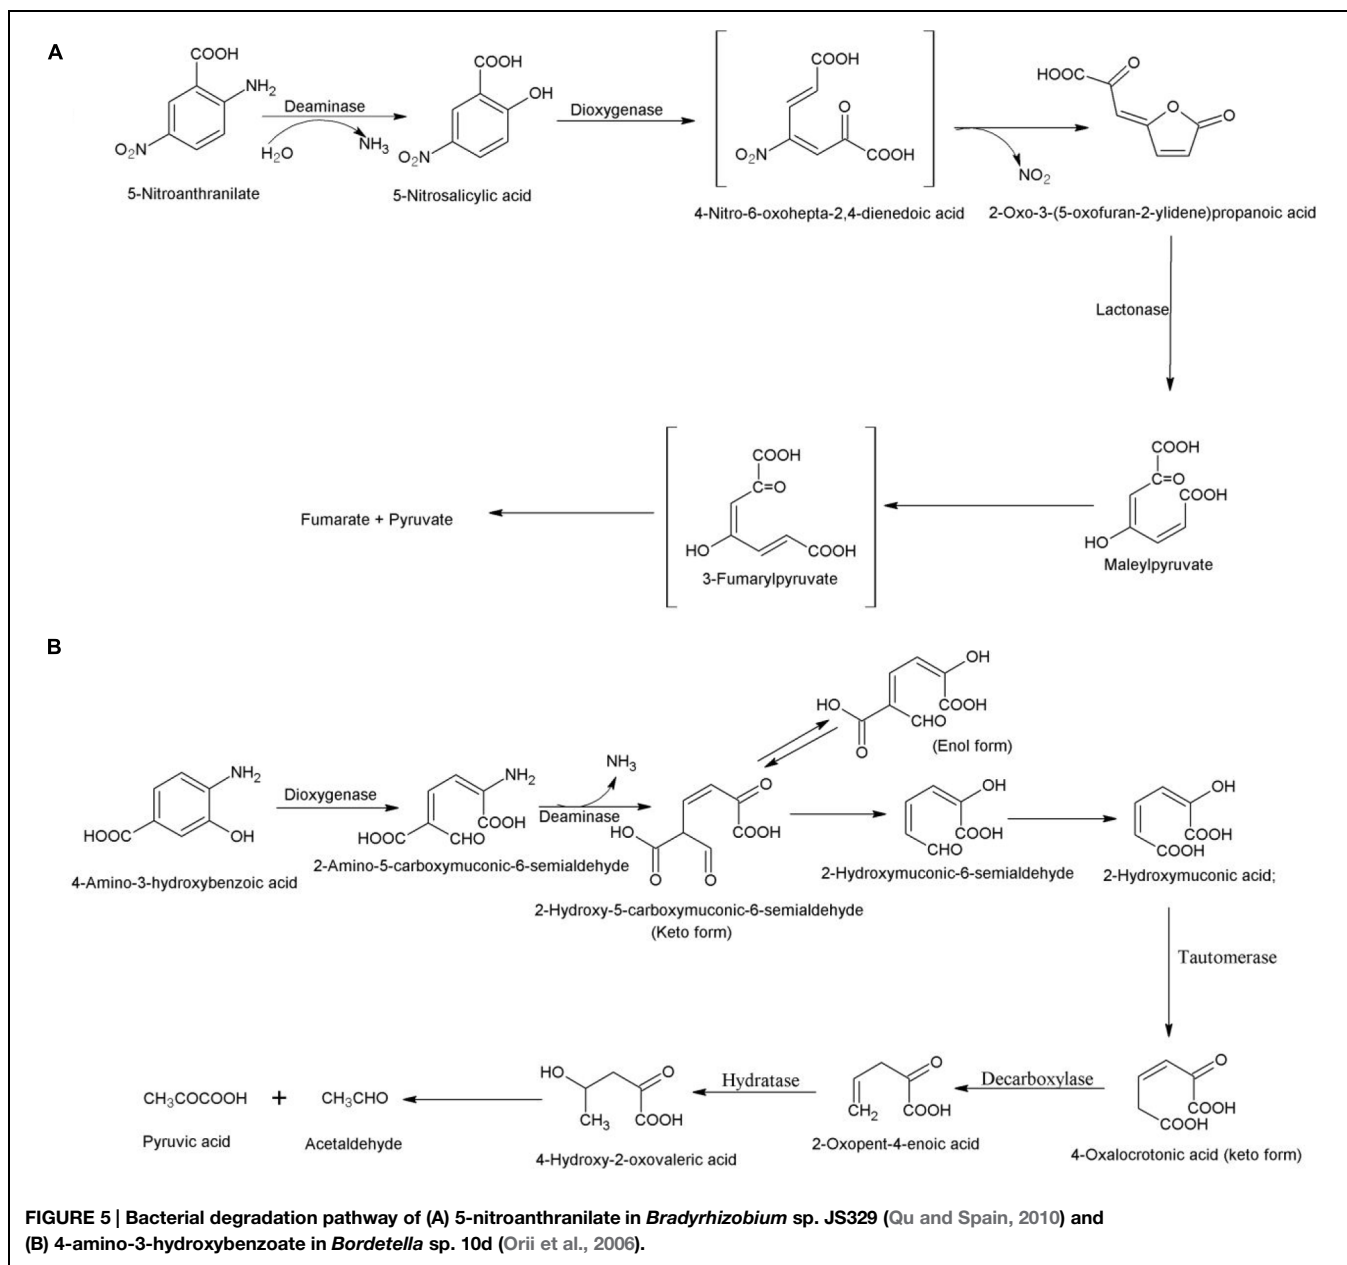 A
COOH
NH2
O2N
5-Nitroanthranilate
Deaminase
H2O
NH3
COOH
OH
O2N
5-Nitrosalicylic acid
Dioxygenase
COOH
O
O2N
COOH
4-Nitro-6-oxohepta-2,4-dienedoic acid
NO2
HOOC
O
O
O
2-Oxo-3-(5-oxofuran-2-ylidene)propanoic acid
Lactonase
COOH
C=O
COOH
HO
Maleylpyruvate
COOH
C=O
HO
COOH
3-Fumarylpyruvate
Fumarate + Pyruvate
B
NH2
HOOC
OH
4-Amino-3-hydroxybenzoic acid
Dioxygenase
NH2
COOH
HOOC
CHO
2-Amino-5-carboxymuconic-6-semialdehyde
NH3
Deaminase
O
HO
COOH
O
O
2-Hydroxy-5-carboxymuconic-6-semialdehyde
(Keto form)
OH
HO
COOH
CHO
O
(Enol form)
OH
COOH
CHO
2-Hydroxymuconic-6-semialdehyde
OH
COOH
COOH
2-Hydroxymuconic acid;
Tautomerase
O
COOH
COOH
4-Oxalocrotonic acid (keto form)
Decarboxylase
O
CH2
COOH
2-Oxopent-4-enoic acid
Hydratase
HO
O
CH3
COOH
4-Hydroxy-2-oxovaleric acid
CH3COCOOH + CH3CHO
Pyruvic acid
Acetaldehyde
FIGURE 5 | Bacterial degradation pathway of (A) 5-nitroanthranilate in Bradyrhizobium sp. JS329 (Qu and Spain, 2010) and
(B) 4-amino-3-hydroxybenzoate in Bordetella sp. 10d (Orii et al., 2006).